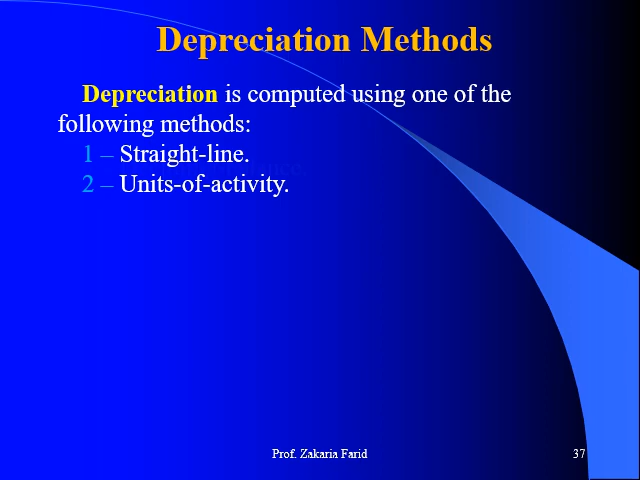 Depreciation Methods
Depreciation is computed using one of the
following methods:
1 – Straight-line.
2 – Units-of-activity.
Prof. Zakaria Farid
37